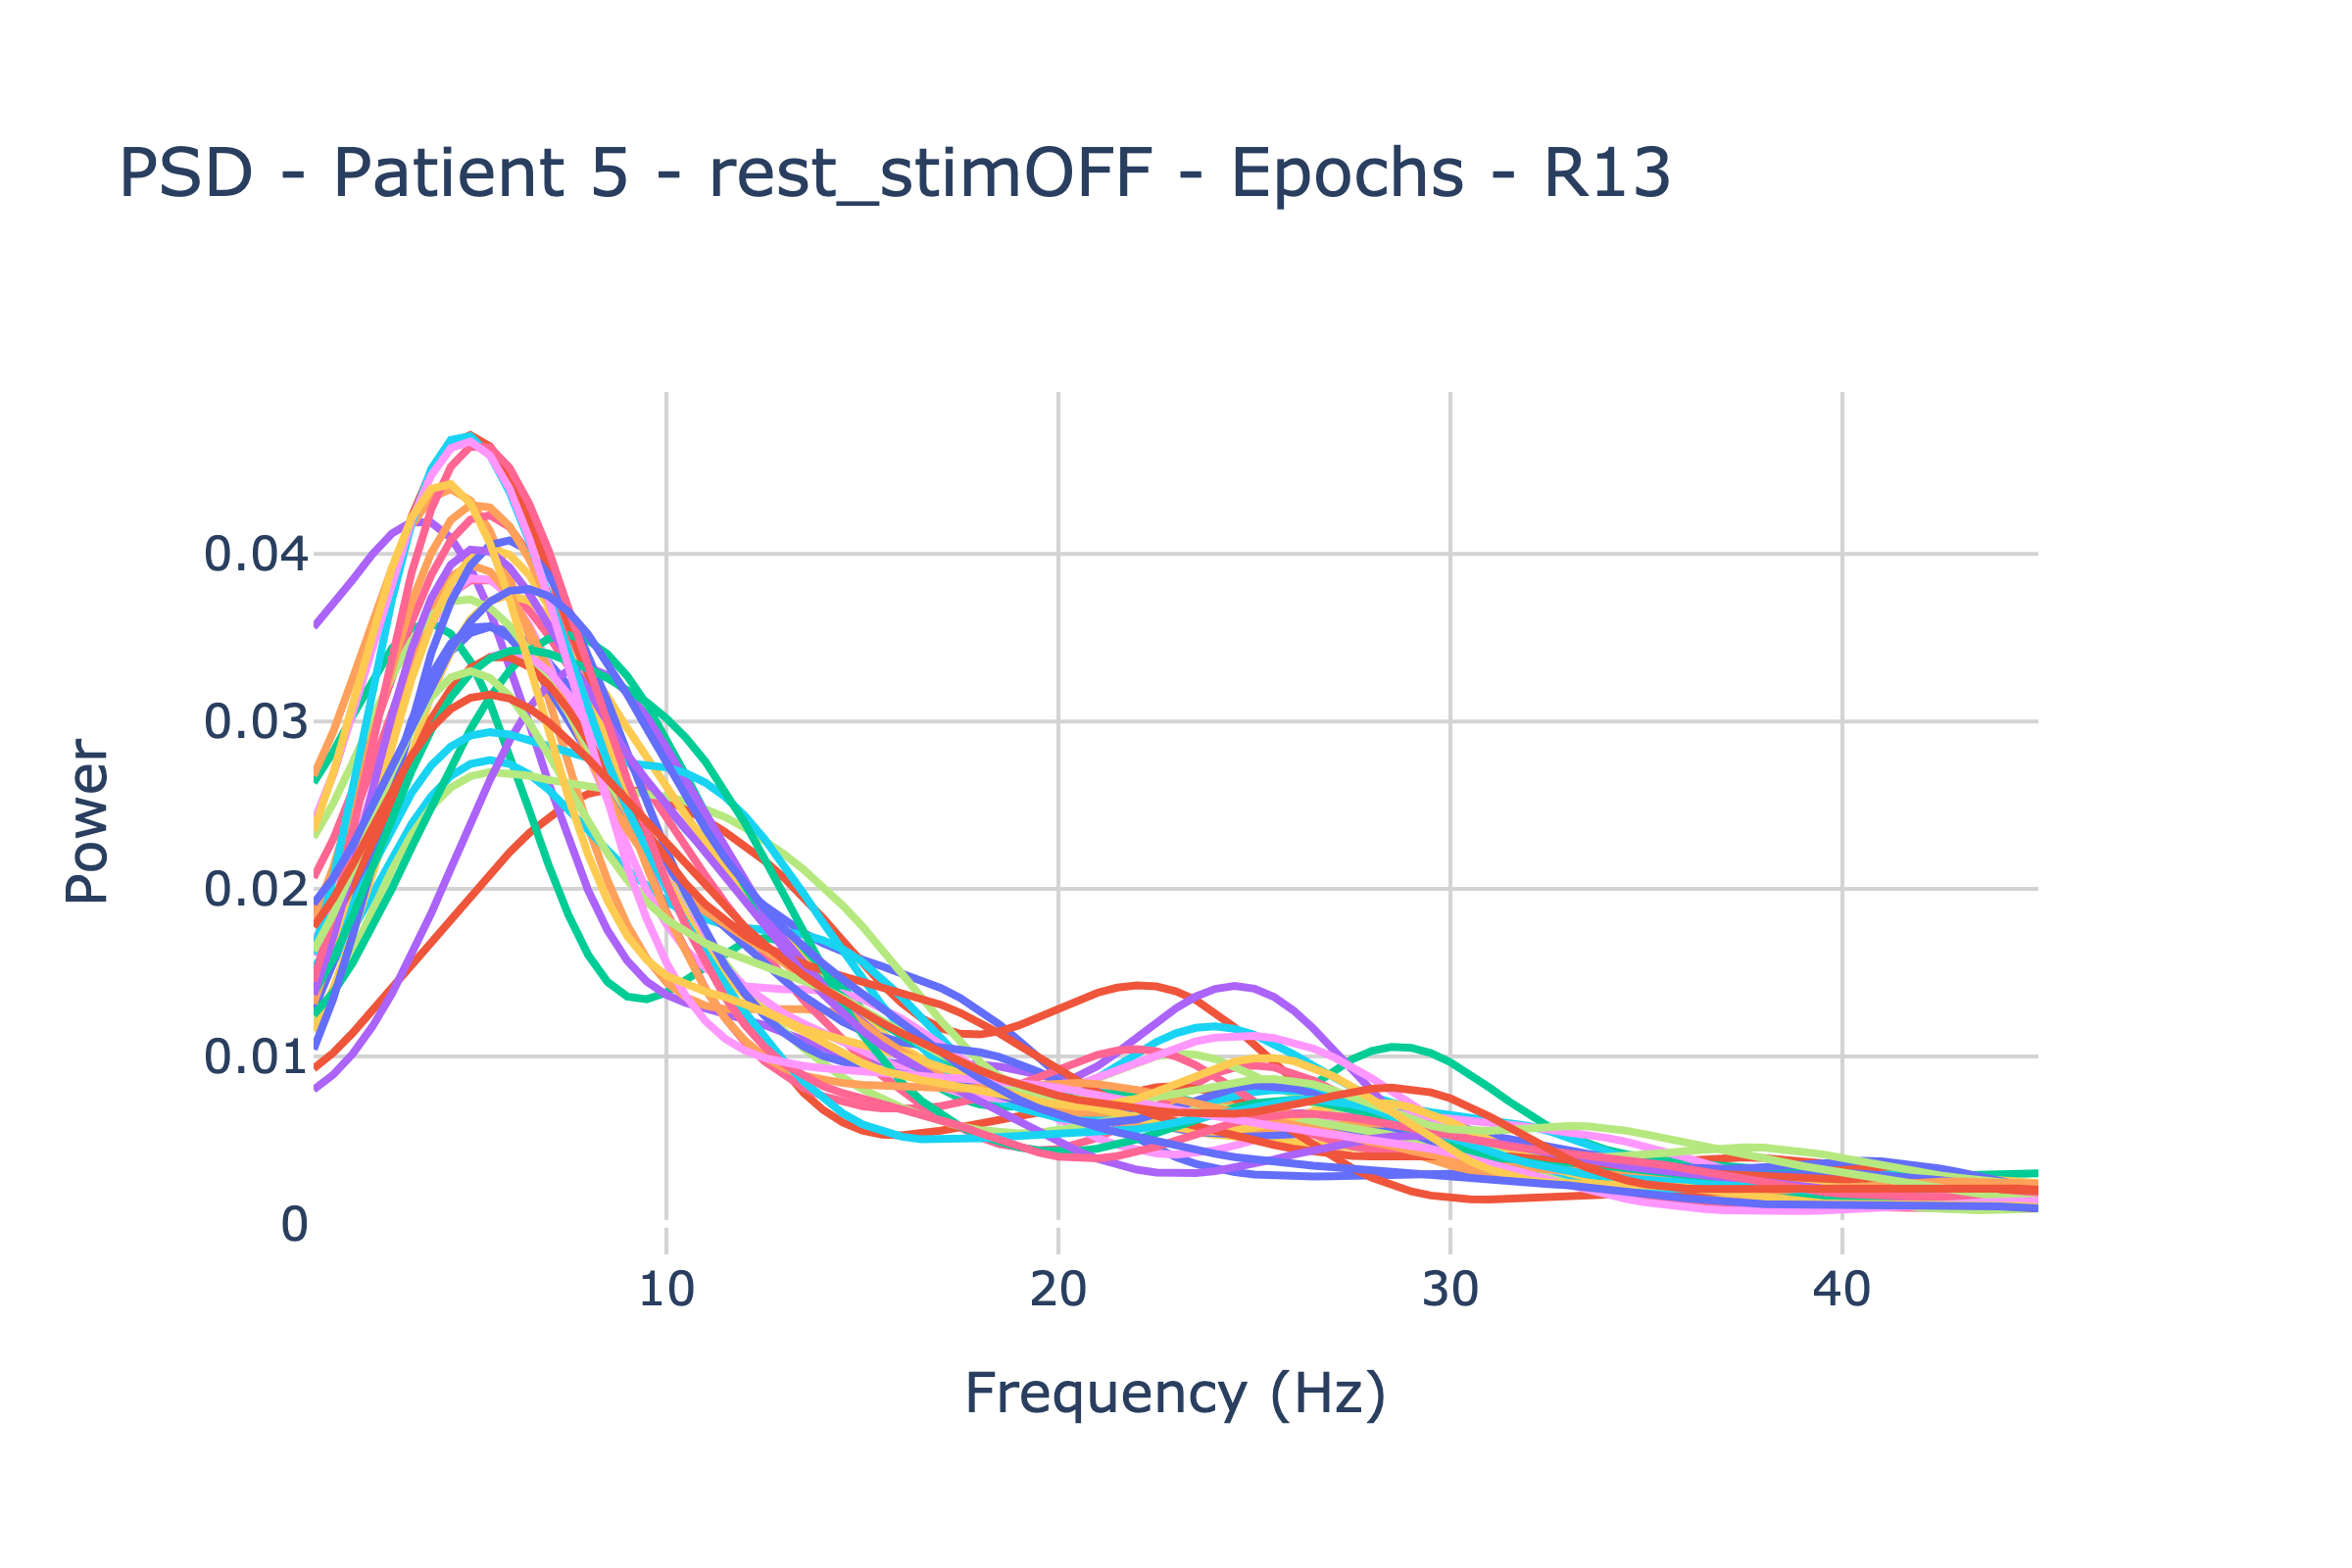 PSD - Patient 5 - rest_stimOFF - Epochs - R13
Power
0.04
0.03
0.02
0.01
0
10 20 30 40
Frequency (Hz)